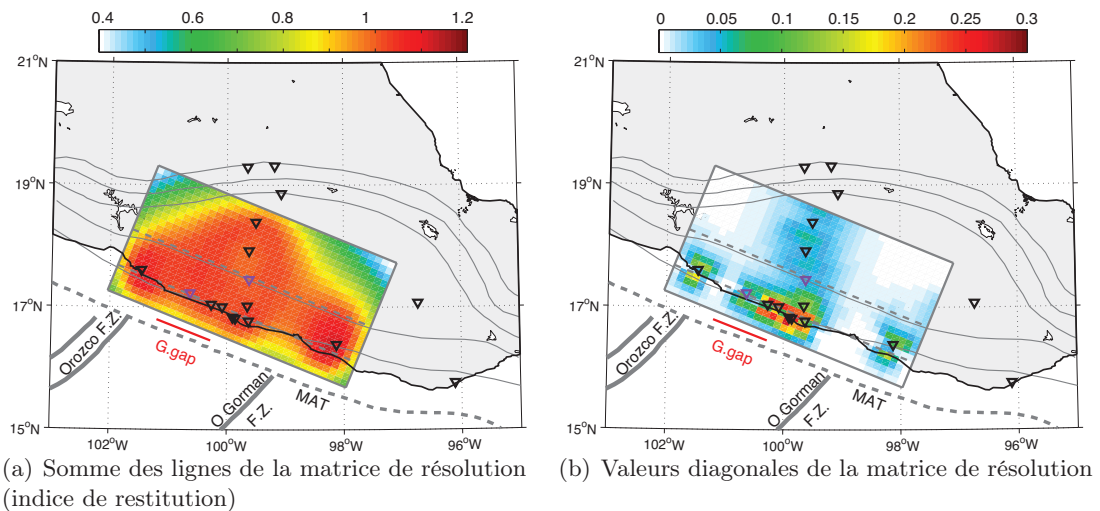 0.4 0.6 0.8 1 1.2
21°N
19°N
17°N
15°N
102°W 100°W 98°W 96°W
Orozco F.Z.
G.gap
O.Gorman
F.Z.
MAT
(a) Somme des lignes de la matrice de résolution
(indice de restitution)
0 0.05 0.1 0.15 0.2 0.25 0.3
21°N
19°N
17°N
15°N
102°W 100°W 98°W 96°W
Orozco F.Z.
G.gap
O.Gorman
F.Z.
MAT
(b) Valeurs diagonales de la matrice de résolution